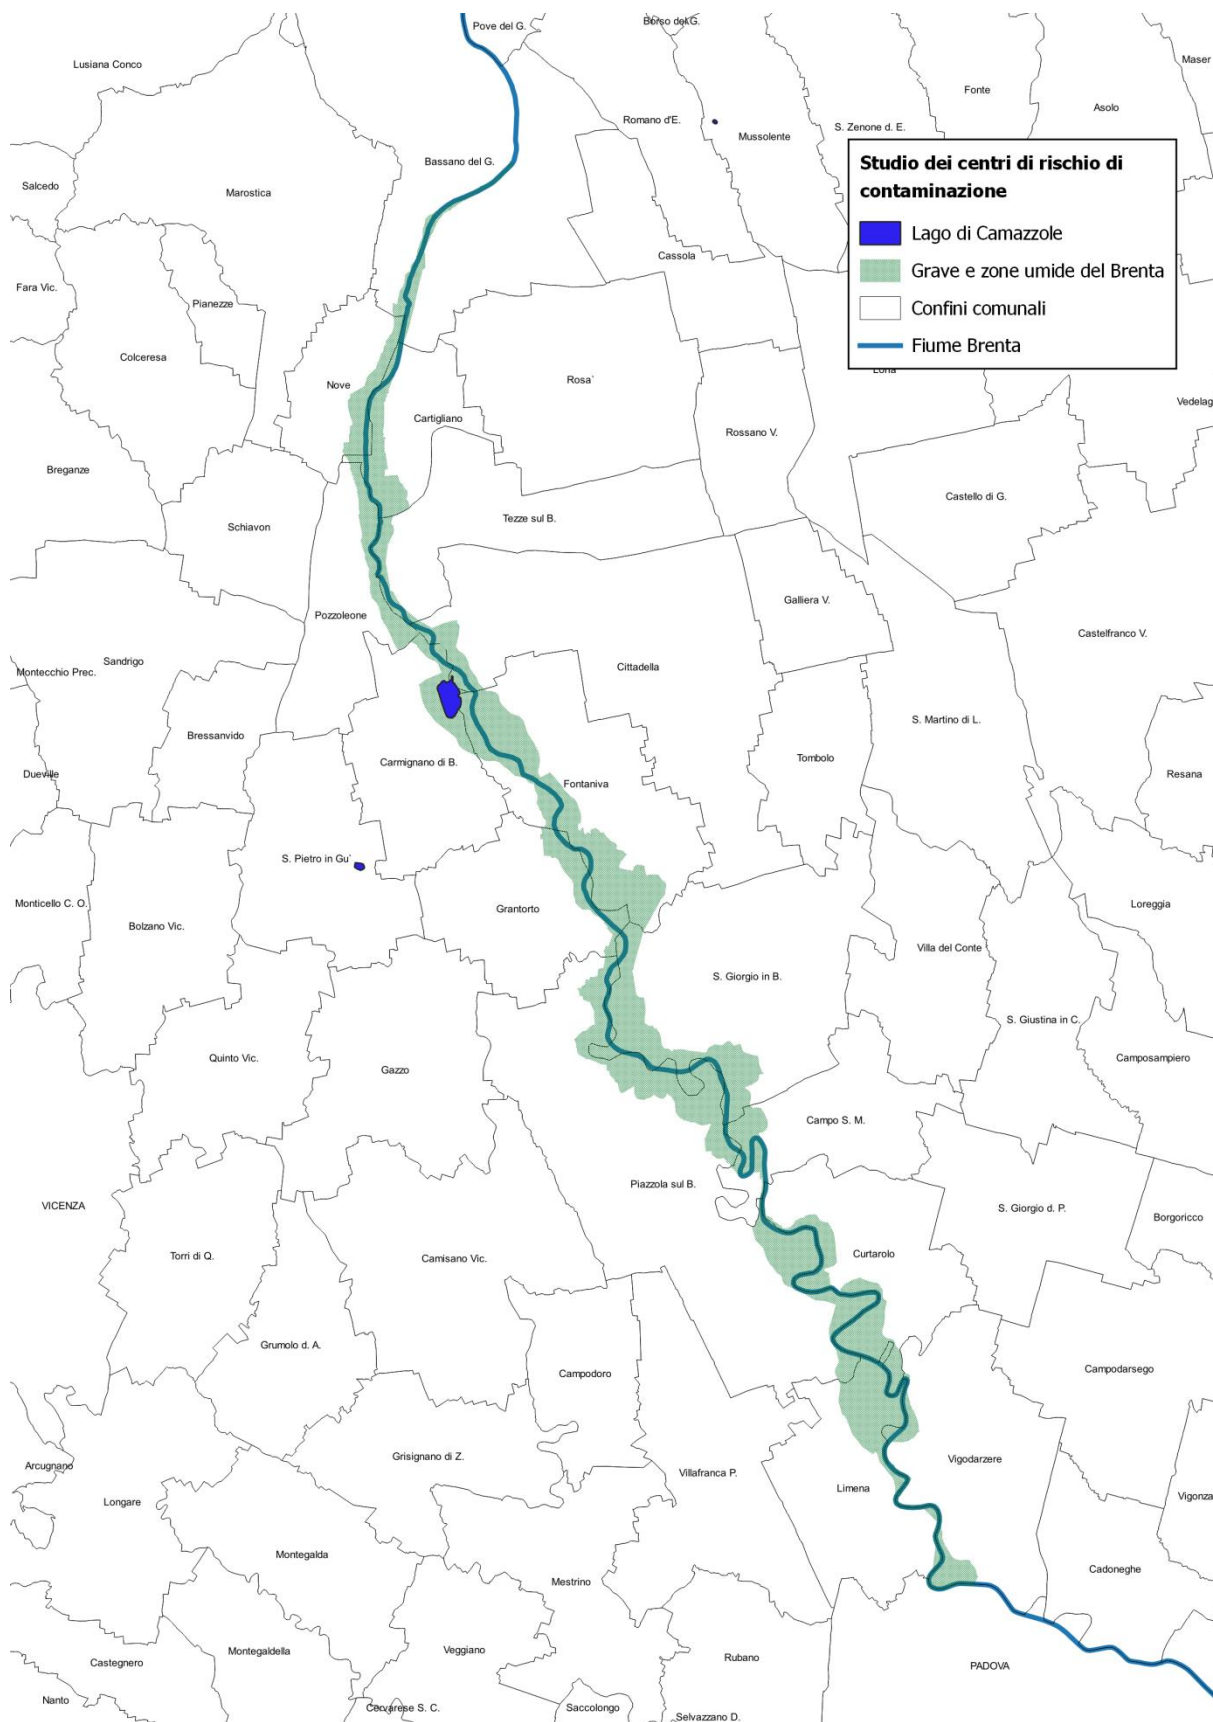 Pove del G.
Borso del G.
Lusiana Conco
Maser
Fonte
Asolo
Romano d'E.
Mussolente
S. Zenone d. E.
Bassano del G.
Studio dei centri di rischio di
contaminazione
Lago di Camazzole
Grave e zone umide del Brenta
Confini comunali
Fiume Brenta
Salcedo
Marostica
Cassola
Fara Vic.
Pianezze
Colceresa
Nove
Rosa`
Loria
Cartigliano
Vedelag
Rossano V.
Breganze
Castello di G.
Schiavon
Tezze sul B.
Galliera V.
Pozzoleone
Castelfranco V.
Sandrigo
Cittadella
Montecchio Prec.
S. Martino di L.
Bressanvido
Tombolo
Carmignano di B.
Dueville
Resana
Fontaniva
S. Pietro in Gu`
Monticello C. O.
Loreggia
Grantorto
Bolzano Vic.
Villa del Conte
S. Giorgio in B.
S. Giustina in C.
Quinto Vic.
Camposampiero
Gazzo
Campo S. M.
Piazzola sul B.
VICENZA
S. Giorgio d. P.
Borgoricco
Torri di Q.
Camisano Vic.
Curtarolo
Grumolo d. A.
Campodoro
Campodarsego
Grisignano di Z.
Vigodarzere
Arcugnano
Villafranca P.
Limena
Longare
Vigonza
Montegalda
Cadoneghe
Mestrino
Montegaldella
Veggiano
Rubano
Castegnero
PADOVA
Nanto
Cervarese S. C.
Saccolongo
Selvazzano D.